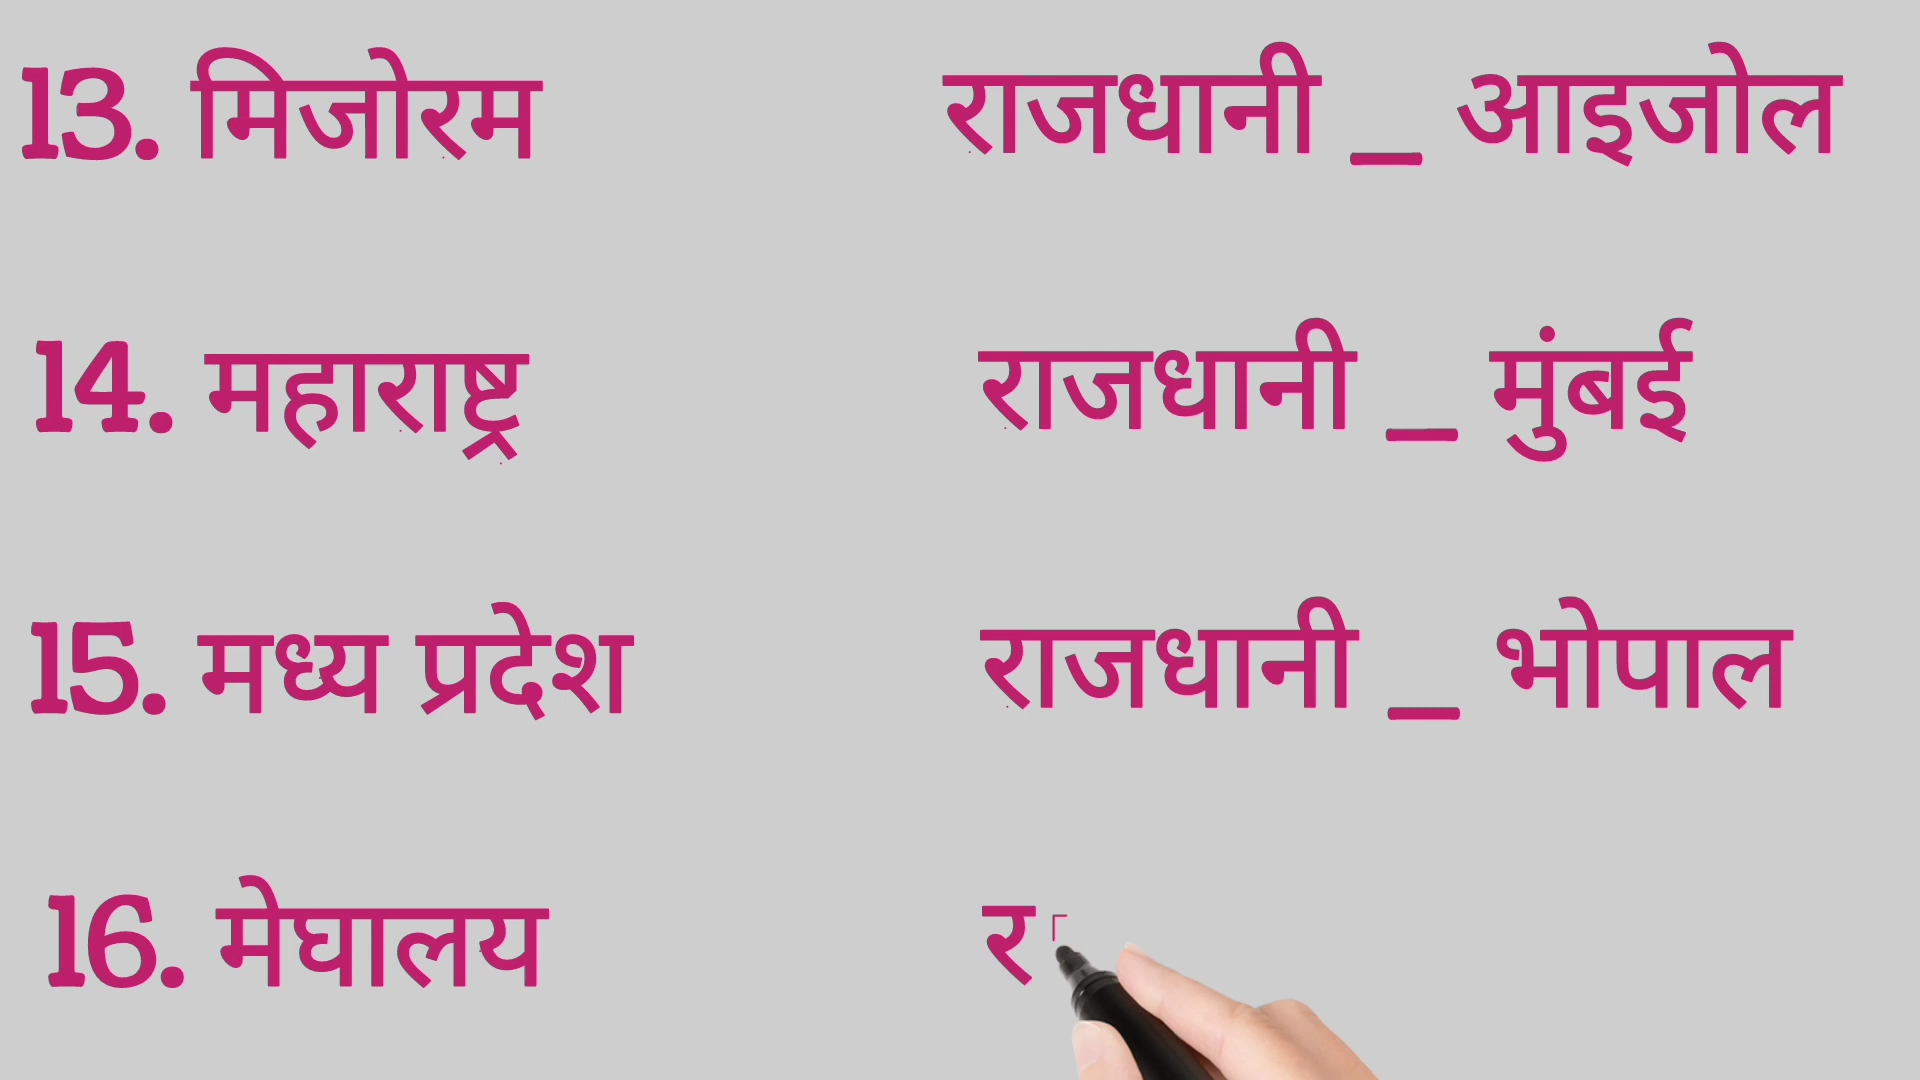 13. मिजोरम राजधानी _ आइजोल
14. महाराष्ट्र राजधानी _ मुंबई
15. मध्य प्रदेश राजधानी _ भोपाल
16. मेघालय र